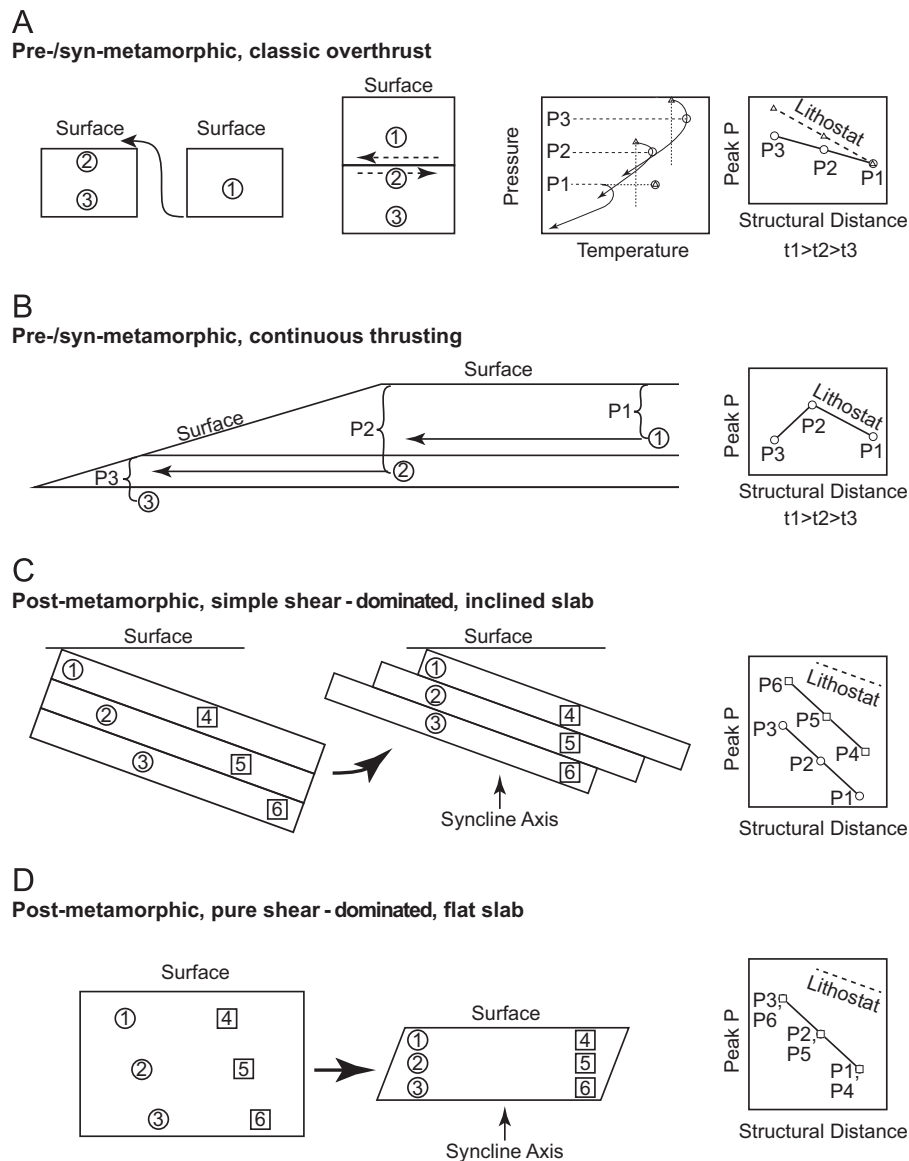 A
Pre-/syn-metamorphic, classic overthrust
Surface
Surface
2
3
1
Surface
1
2
3
Pressure
P3
P2
P1
Temperature
Peak P
Lithostat
P3
P2
P1
Structural Distance
t1>t2>t3
B
Pre-/syn-metamorphic, continuous thrusting
Surface
Surface
P1
1
P2
2
P3
3
Peak P
Lithostat
P2
P3
P1
Structural Distance
t1>t2>t3
C
Post-metamorphic, simple shear - dominated, inclined slab
Surface
1
2
3
4
5
6
Surface
1
2
3
4
5
6
Syncline Axis
Peak P
Lithostat
P6
P5
P4
P3
P2
P1
Structural Distance
D
Post-metamorphic, pure shear - dominated, flat slab
Surface
1
4
2
5
3
6
Surface
1
4
2
5
3
6
Syncline Axis
Peak P
Lithostat
P3,
P6
P2,
P5
P1,
P4
Structural Distance